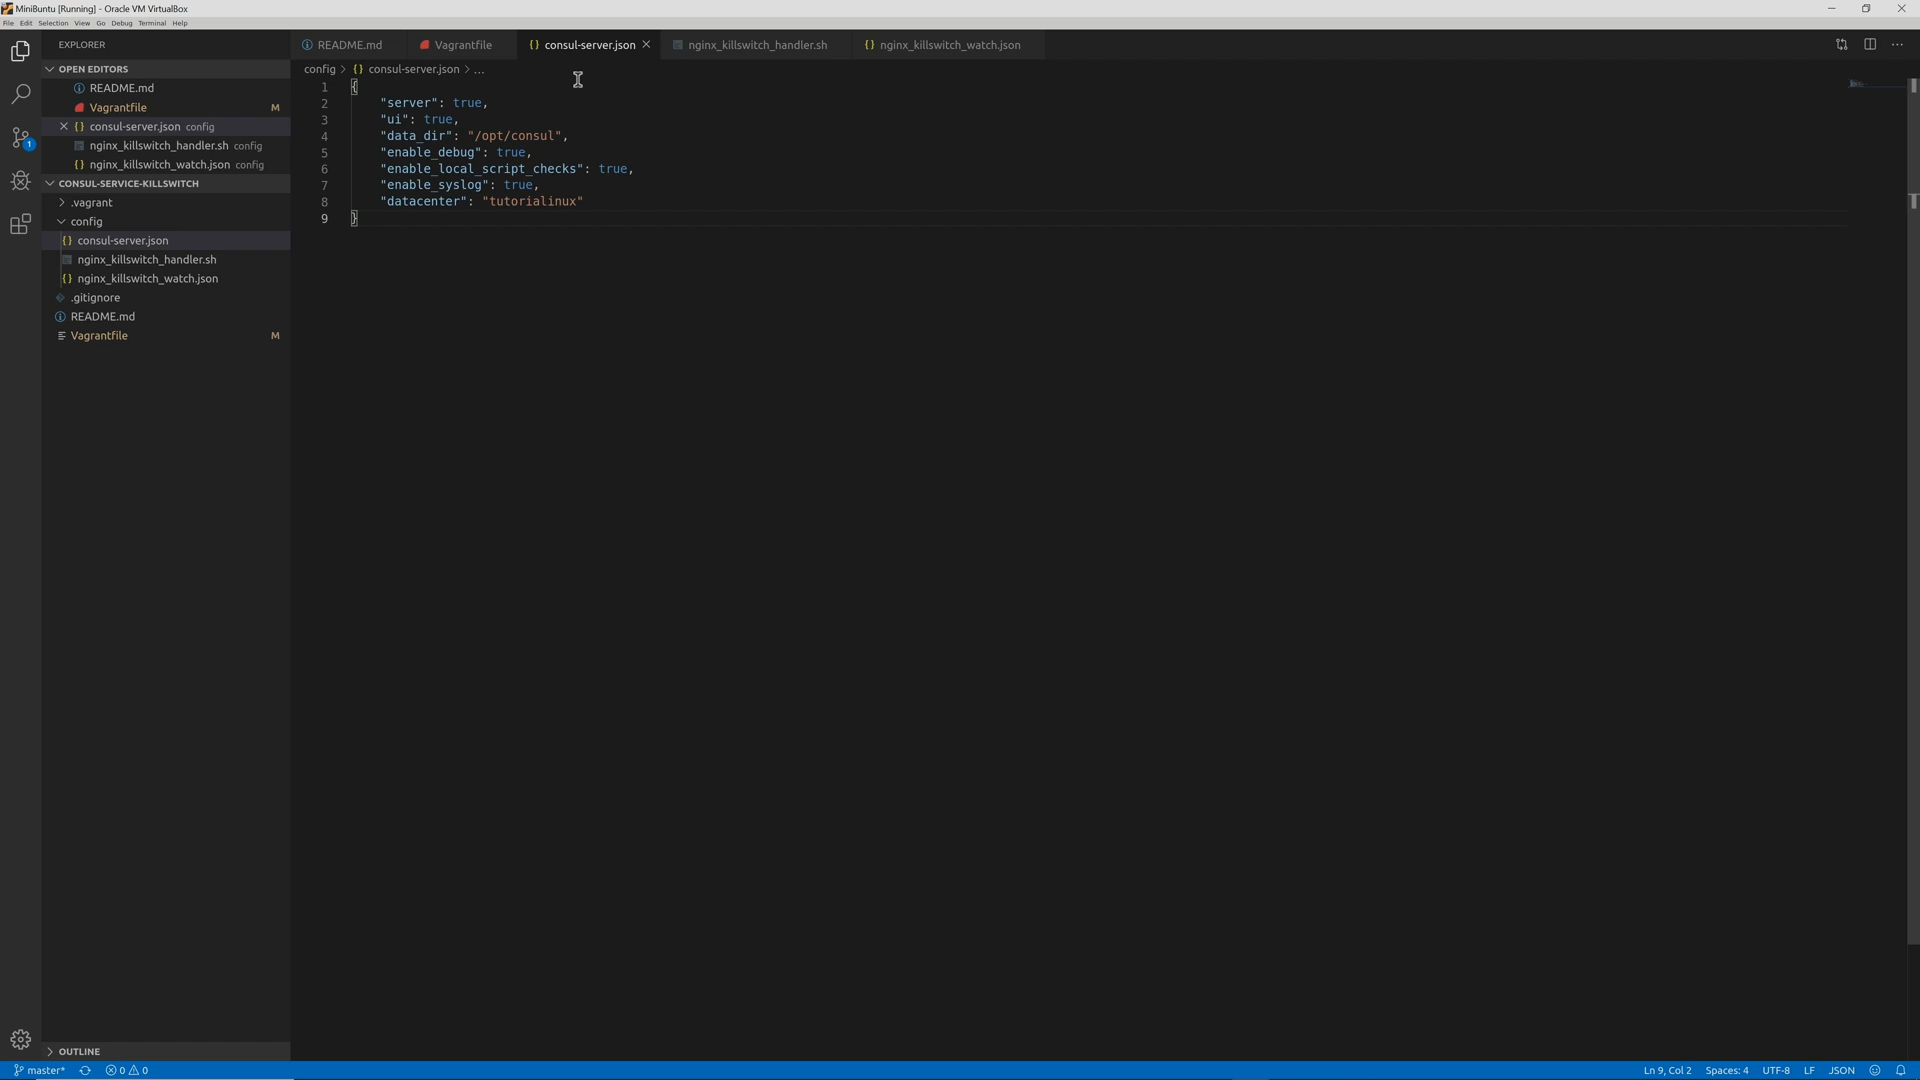 MiniBuntu [Running] - Oracle VM VirtualBox
File Edit Selection View Go Debug Terminal Help
EXPLORER
OPEN EDITORS
README.md
Vagrantfile M
consul-server.json config
nginx_killswitch_handler.sh config
nginx_killswitch_watch.json config
CONSUL-SERVICE-KILLSWITCH
.vagrant
config
consul-server.json
nginx_killswitch_handler.sh
nginx_killswitch_watch.json
.gitignore
README.md
Vagrantfile M
OUTLINE
1
README.md Vagrantfile consul-server.json nginx_killswitch_handler.sh nginx_killswitch_watch.json
config > {} consul-server.json > ...
1 {
2 "server": true,
3 "ui": true,
4 "data_dir": "/opt/consul",
5 "enable_debug": true,
6 "enable_local_script_checks": true,
7 "enable_syslog": true,
8 "datacenter": "tutorialinux"
9 }
master* 0 0 Ln 9, Col 2 Spaces: 4 UTF-8 LF JSON